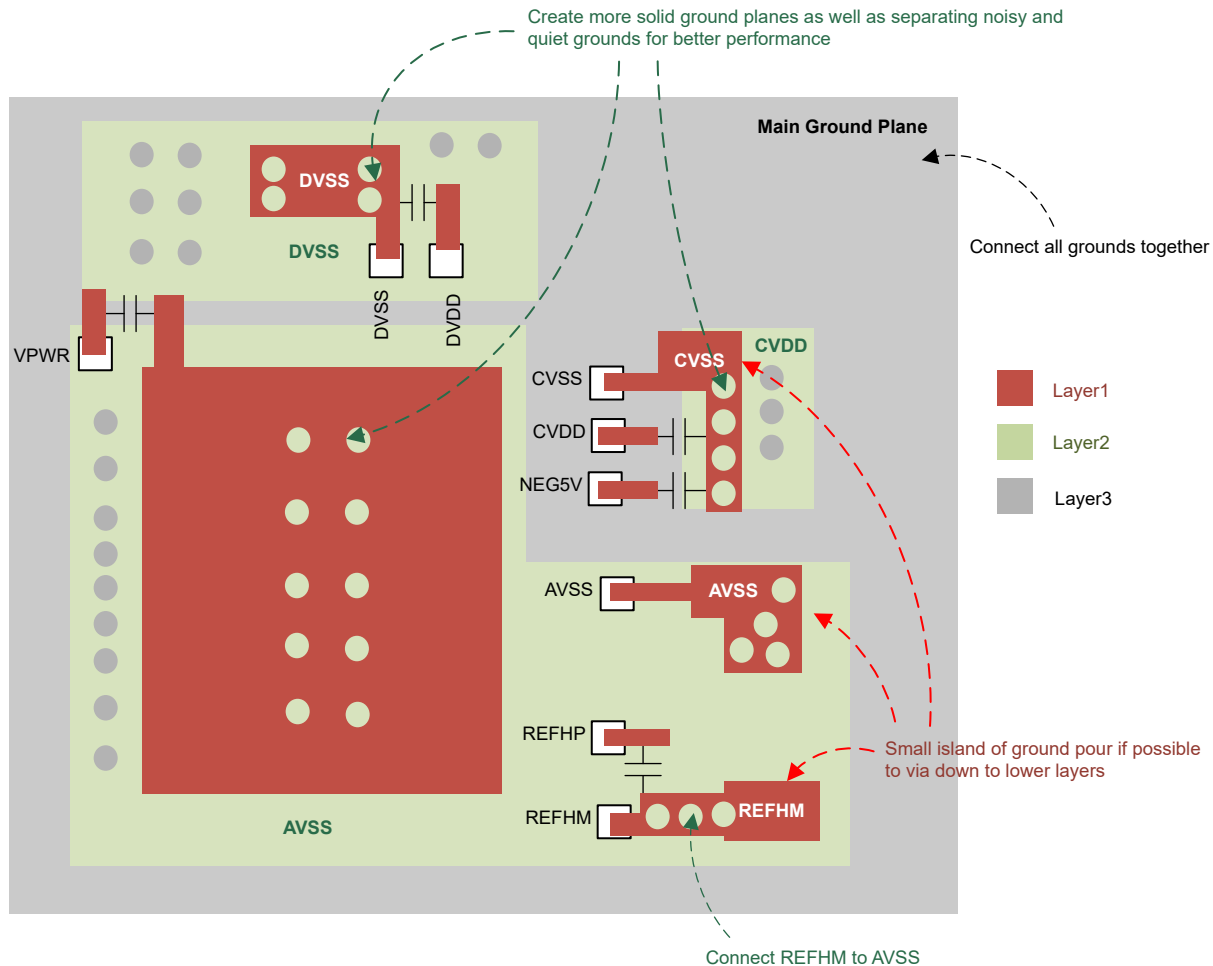 Create more solid ground planes as well as separating noisy and
quiet grounds for better performance
Main Ground Plane
DVSS
DVSS
Connect all grounds together
DVSS
DVDD
VPWR
CVDD
CVSS
CVSS
CVDD
NEG5V
Layer1
Layer2
Layer3
AVSS
AVSS
REFHP
Small island of ground pour if possible
to via down to lower layers
REFHM
REFHM
AVSS
Connect REFHM to AVSS